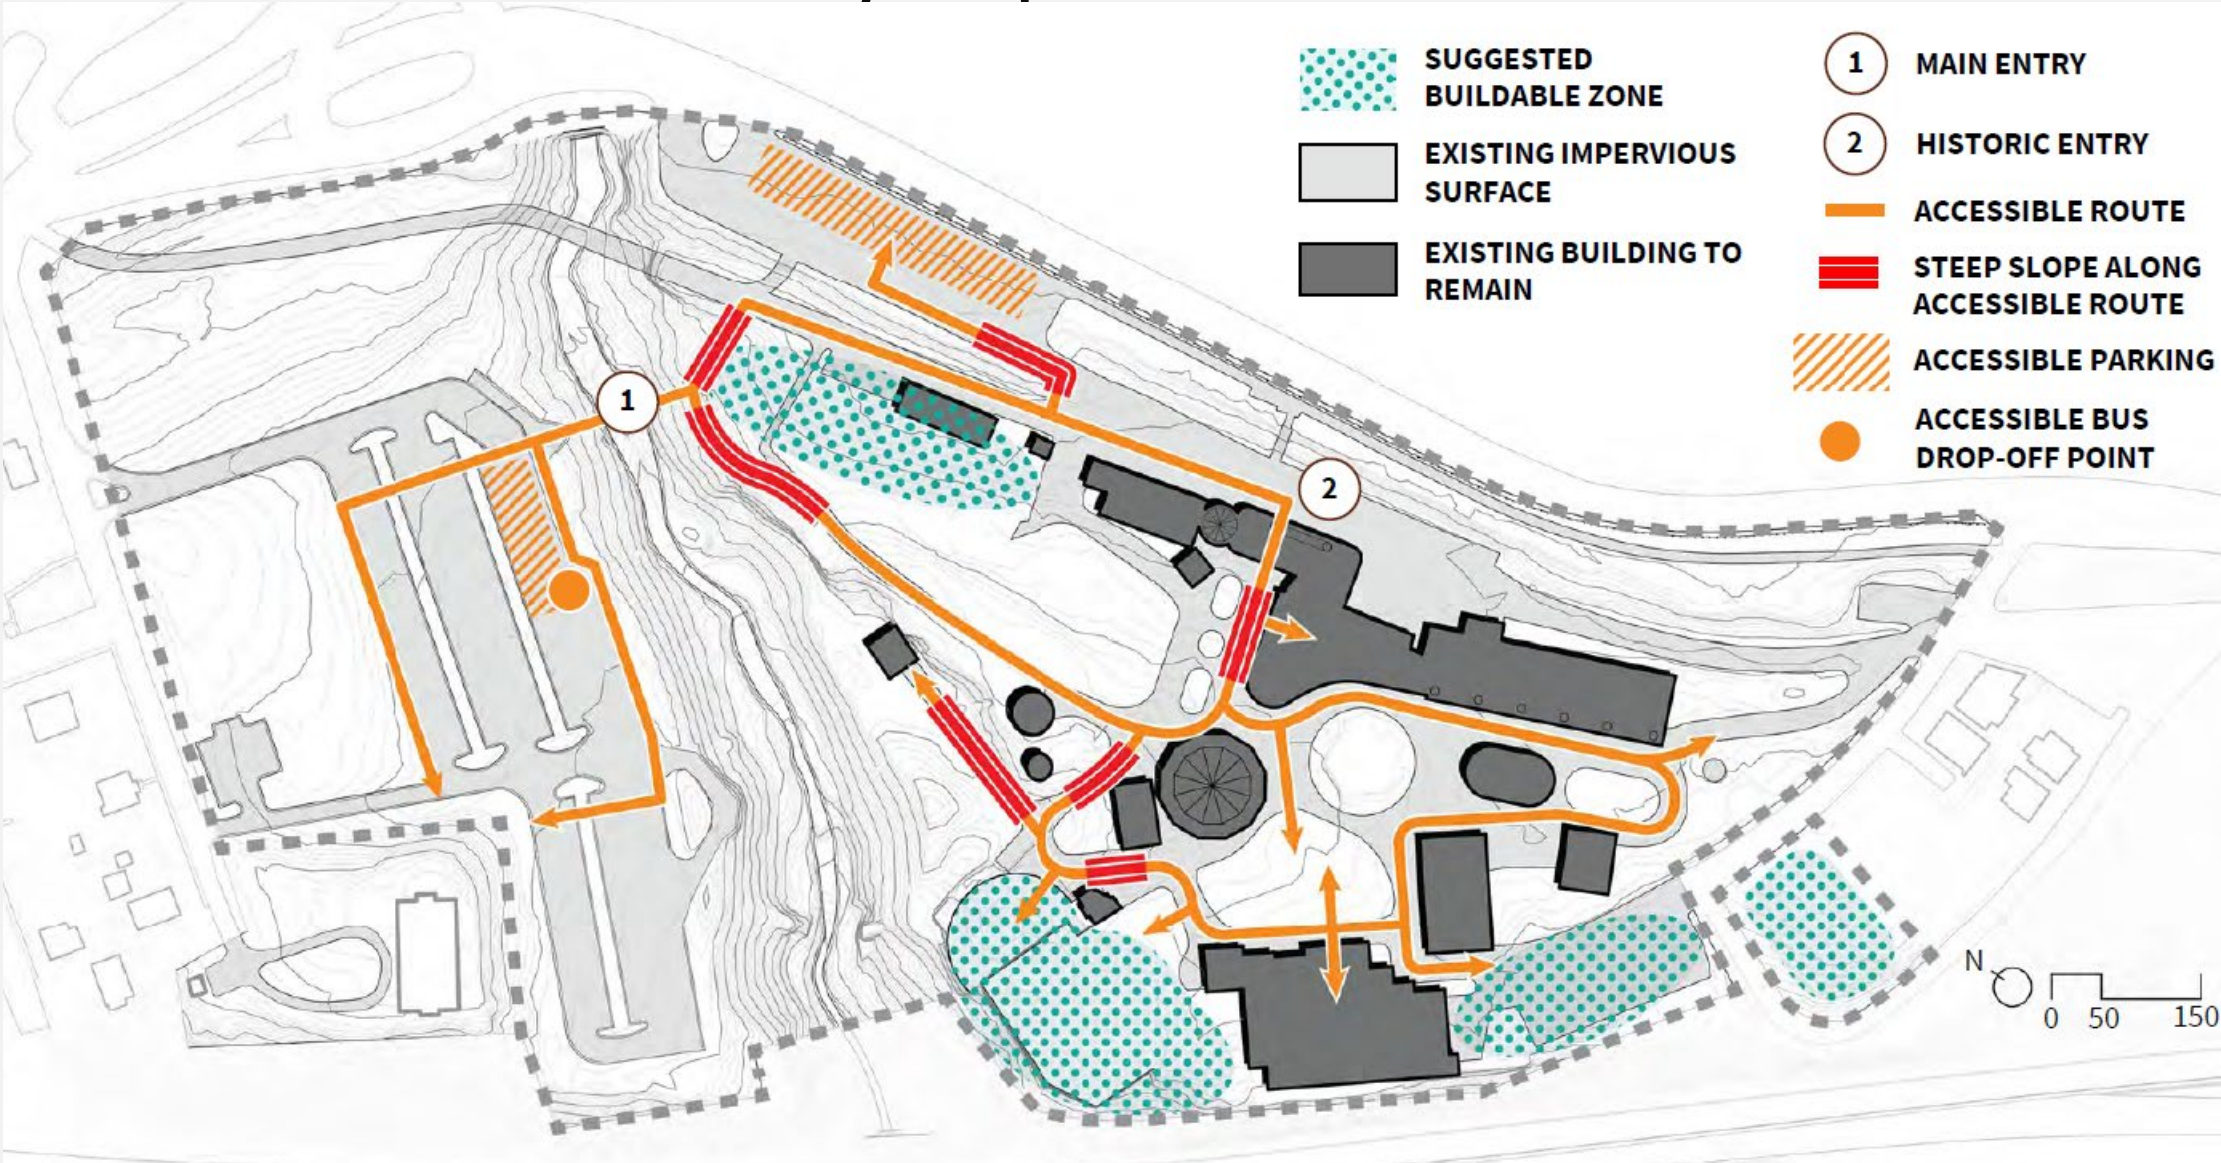 SUGGESTED
BUILDABLE ZONE
EXISTING IMPERVIOUS
SURFACE
EXISTING BUILDING TO
REMAIN
1
MAIN ENTRY
2
HISTORIC ENTRY
ACCESSIBLE ROUTE
STEEP SLOPE ALONG
ACCESSIBLE ROUTE
ACCESSIBLE PARKING
ACCESSIBLE BUS
DROP-OFF POINT
1
2
N
0 50 150